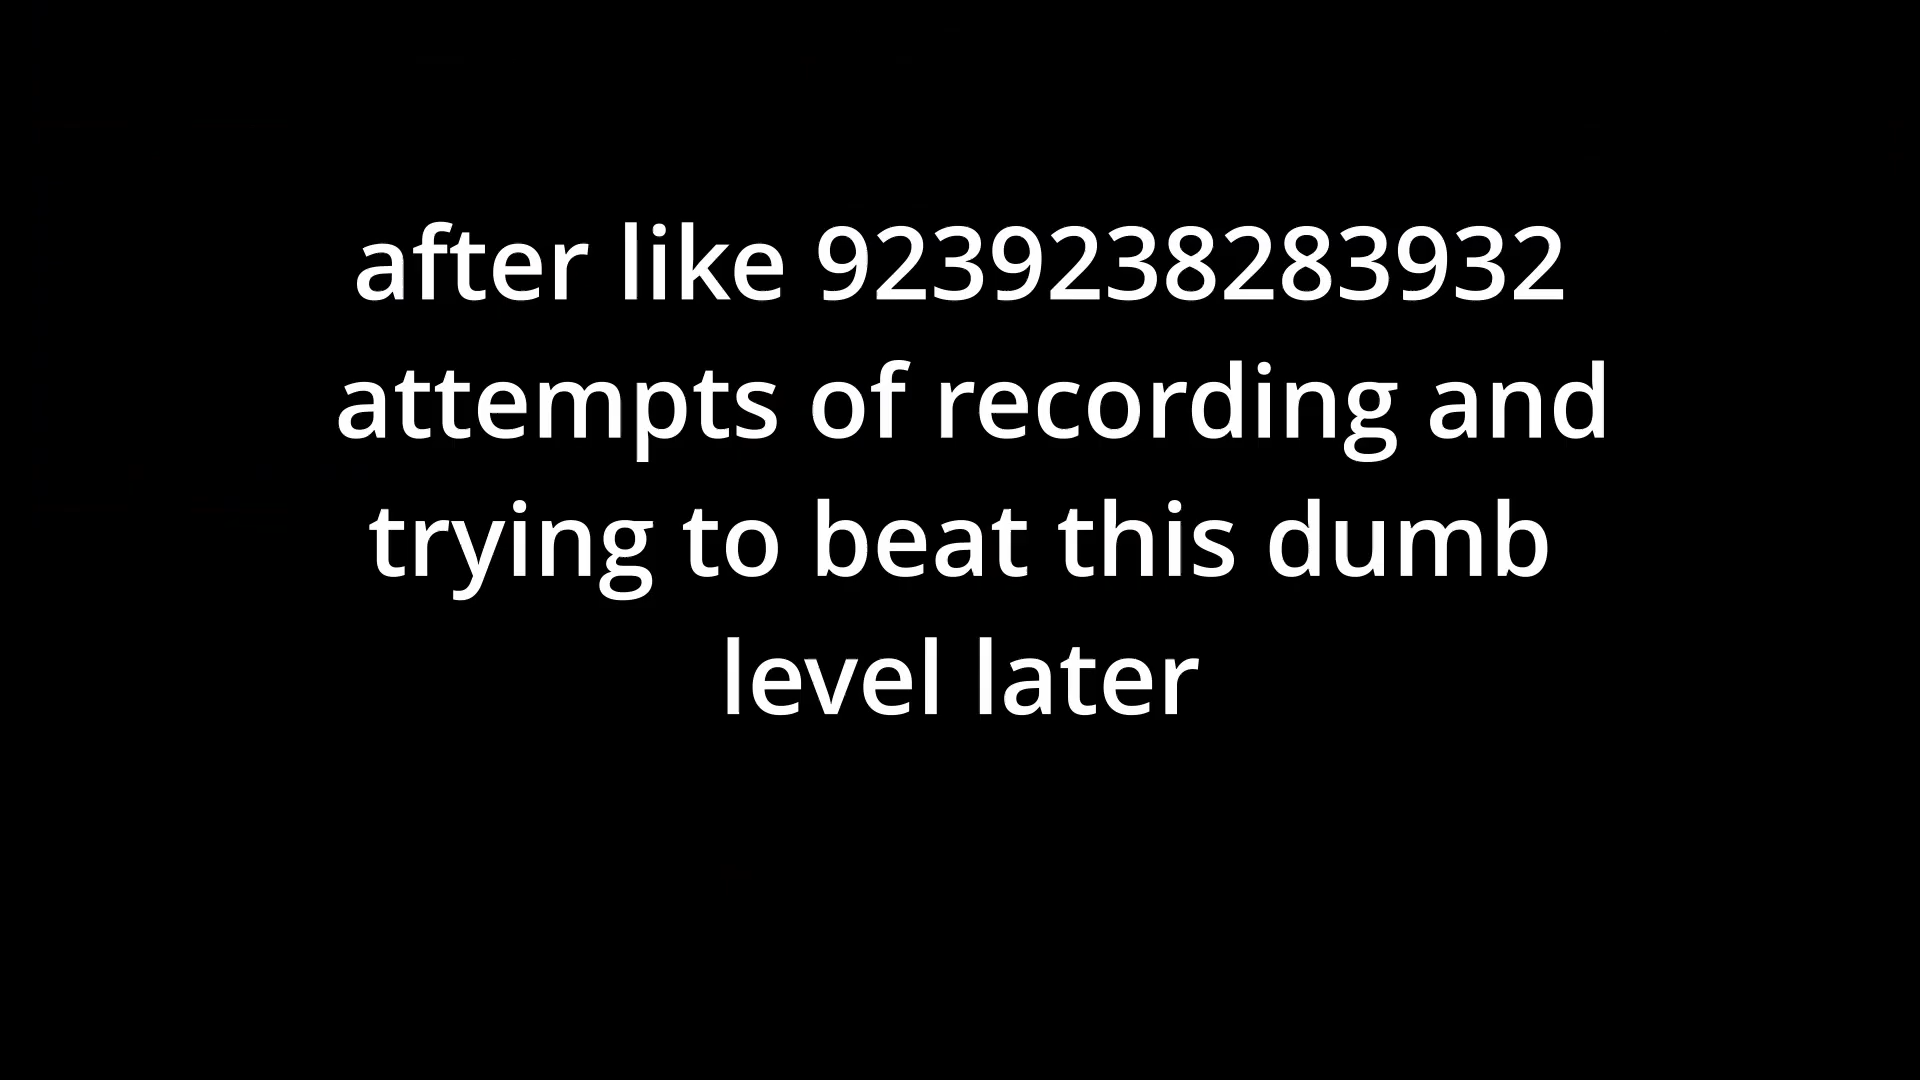 after like 9239238283932
attempts of recording and
trying to beat this dumb
level later